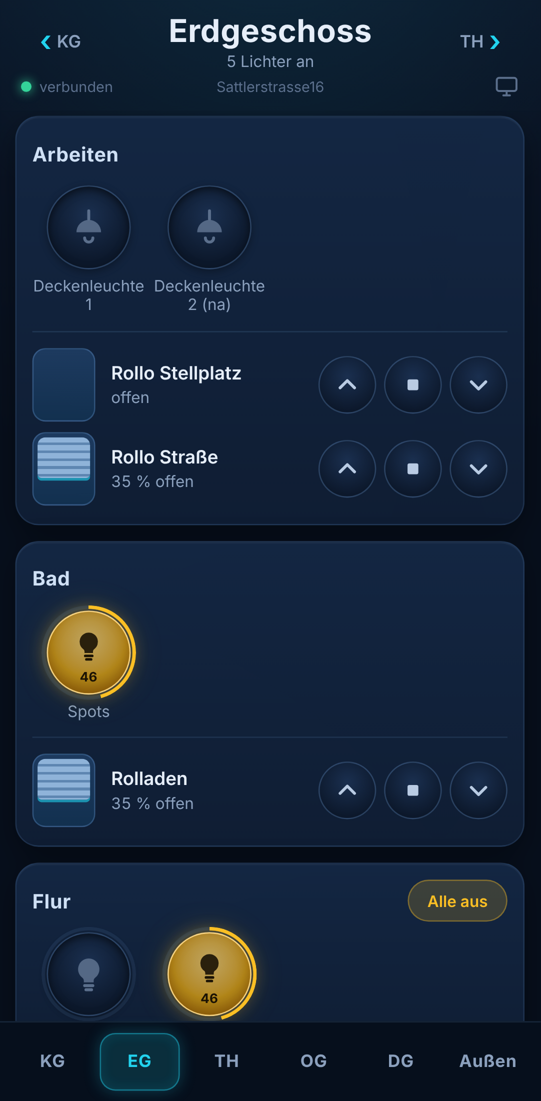 KG
Erdgeschoss
TH
5 Lichter an
verbunden
Sattlerstrasse16
Arbeiten
Deckenleuchte
1
Deckenleuchte
2 (na)
Rollo Stellplatz
offen
Rollo Straße
35 % offen
Bad
46
Spots
Rolladen
35 % offen
Flur
Alle aus
46
KG
EG
TH
OG
DG
Außen